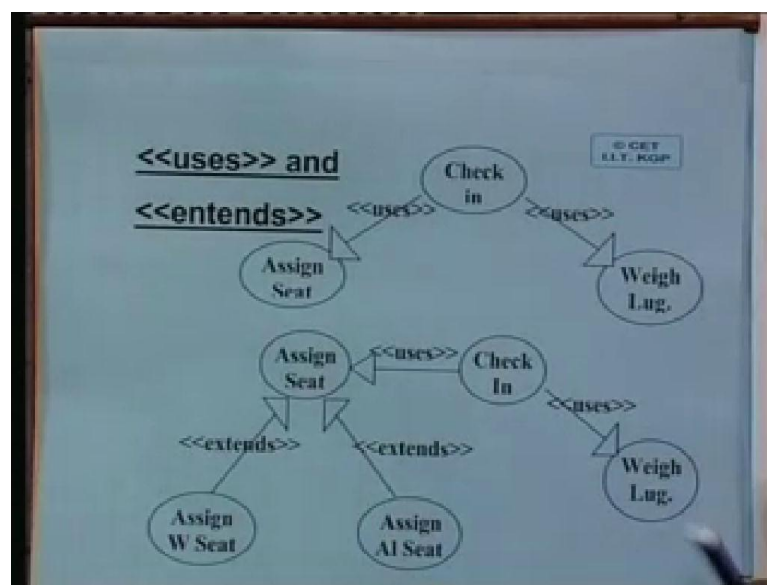 <<uses>> and
<<entends>>
© CET
I.I.T. KGP
Check
in
<<uses>>
<<uses>>
Assign
Seat
Weigh
Lug.
Assign
Seat
<<uses>>
Check
In
<<uses>>
<<extends>>
<<extends>>
Weigh
Lug.
Assign
W Seat
Assign
Al Seat